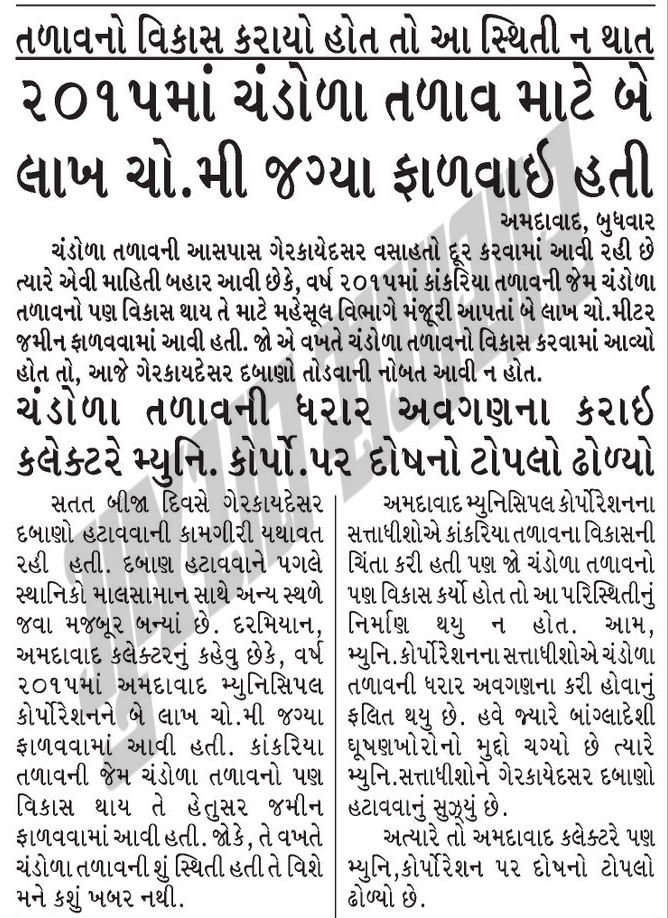 તળાવનો વિકાસ કરાયો હોત તો આ સ્થિતી ન થાત
૨૦૧૫માં ચંડોળા તળાવ માટે બે
લાખ ચો.મી જગ્યા ફાળવાઇ હતી
અમદાવાદ, બુધવાર
ચંડોળા તળાવની આસપાસ ગેરકાયેદસર વસાહતો દૂર કરવામાં આવી રહી છે
ત્યારે એવી માહિતી બહાર આવી છેકે, વર્ષ ૨૦૧૫માં કાંકરિયા તળાવની જેમ ચંડોળા
તળાવનો પણ વિકાસ થાય તે માટે મહેસૂલ વિભાગે મંજૂરી આપતાં બે લાખ ચો.મીટર
જમીન ફાળવવામાં આવી હતી. જો એ વખતે ચંડોળા તળાવનો વિકાસ કરવામાં આવ્યો
હોત તો, આજે ગેરકાયદેસર દબાણો તોડવાની નોબત આવી ન હોત.
ચંડોળા તળાવની ધરાર અવગણના કરાઇ
કલેક્ટરે મ્યુનિ. કોર્પો.પર દોષનો ટોપલો ઢોળ્યો
સતત બીજા દિવસે ગેરકાયદેસર
દબાણો હટાવવાની કામગીરી યથાવત
રહી હતી. દબાણ હટાવવાને પગલે
સ્થાનિકો માલસામાન સાથે અન્ય સ્થળે
જવા મજબૂર બન્યાં છે. દરમિયાન,
અમદાવાદ કલેક્ટરનું કહેવુ છેકે, વર્ષ
૨૦૧૫માં અમદાવાદ મ્યુનિસિપલ
કોર્પોરેશનને બે લાખ ચો.મી જગ્યા
ફાળવવામાં આવી હતી. કાંકરિયા
તળાવની જેમ ચંડોળા તળાવનો પણ
વિકાસ થાય તે હેતુસર જમીન
ફાળવવામાં આવી હતી. જોકે, તે વખતે
ચંડોળા તળાવની શું સ્થિતી હતી તે વિશે
મને કશું ખબર નથી.
અમદાવાદ મ્યુનિસિપલ કોર્પોરેશનના
સત્તાધીશોએ કાંકરિયા તળાવના વિકાસની
ચિંતા કરી હતી પણ જો ચંડોળા તળાવનો
પણ વિકાસ કર્યો હોત તો આ પરિસ્થિતીનું
નિર્માણ થયુ ન હોત. આમ,
મ્યુનિ.કોર્પોરેશનના સત્તાધીશોએ ચંડોળા
તળાવની ધરાર અવગણના કરી હોવાનું
ફલિત થયુ છે. હવે જ્યારે બાંગ્લાદેશી
ઘૂષણખોરોનો મુદ્દો ચગ્યો છે ત્યારે
મ્યુનિ.સત્તાધીશોને ગેરકાયેદસર દબાણો
હટાવવાનું સુઝ્યું છે.
અત્યારે તો અમદાવાદ કલેક્ટરે પણ
મ્યુનિ,કોર્પોરેશન પર દોષનો ટોપલો
ઢોળ્યો છે.
ગુજરાત સમાચાર